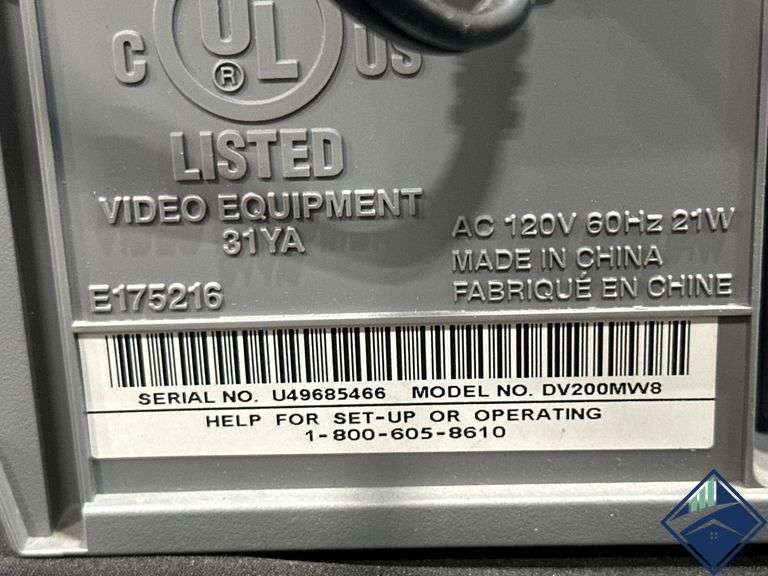 C UL US
®
LISTED
VIDEO EQUIPMENT
31YA
E175216
AC 120V 60Hz 21W
MADE IN CHINA
FABRIQUÉ EN CHINE
SERIAL NO. U49685466 MODEL NO. DV200MW8
HELP FOR SET-UP OR OPERATING
1-800-605-8610